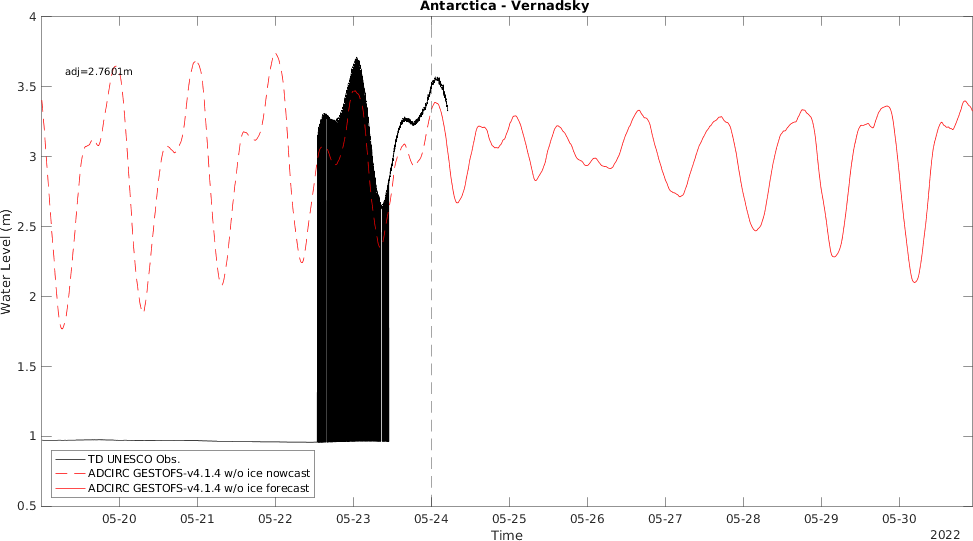 Antarctica - Vernadsky
4
3.5
3
2.5
2
1.5
1
0.5
Water Level (m)
adj=2.7601m
TD UNESCO Obs.
ADCIRC GESTOFS-v4.1.4 w/o ice nowcast
ADCIRC GESTOFS-v4.1.4 w/o ice forecast
05-20 05-21 05-22 05-23 05-24 05-25 05-26 05-27 05-28 05-29 05-30
Time
2022